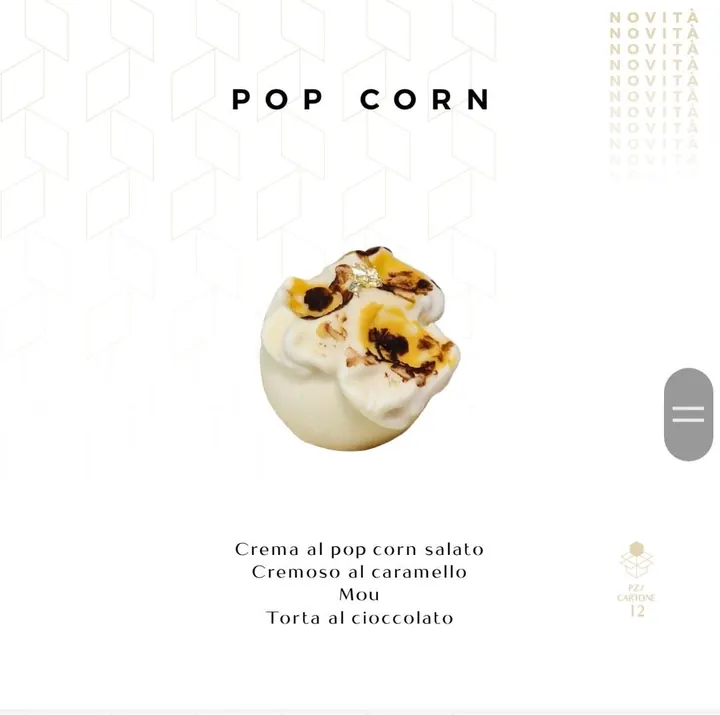 NOVITÀ
NOVITÀ
NOVITÀ
NOVITÀ
NOVITÀ
NOVITÀ
NOVITÀ
NOVITÀ
NOVITÀ
NOVITÀ
POP CORN
Crema al pop corn salato
Cremoso al caramello
Mou
Torta al cioccolato
PZ/
CARTONE
12